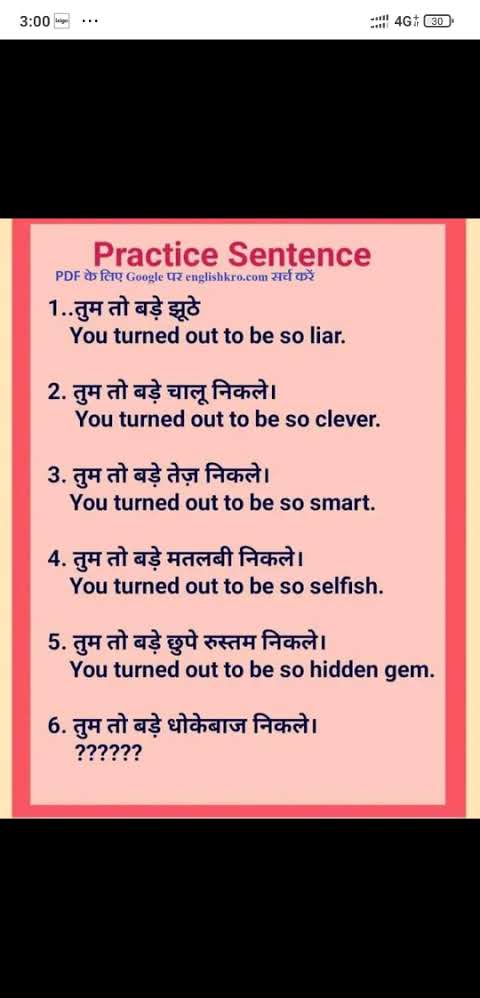 3:00 ...
4G+ 30
Practice Sentence
PDF के लिए Google पर englishkro.com सर्च करें
1..तुम तो बड़े झूठे
You turned out to be so liar.
2. तुम तो बड़े चालू निकले।
You turned out to be so clever.
3. तुम तो बड़े तेज़ निकले।
You turned out to be so smart.
4. तुम तो बड़े मतलबी निकले।
You turned out to be so selfish.
5. तुम तो बड़े छुपे रुस्तम निकले।
You turned out to be so hidden gem.
6. तुम तो बड़े धोकेबाज निकले।
??????